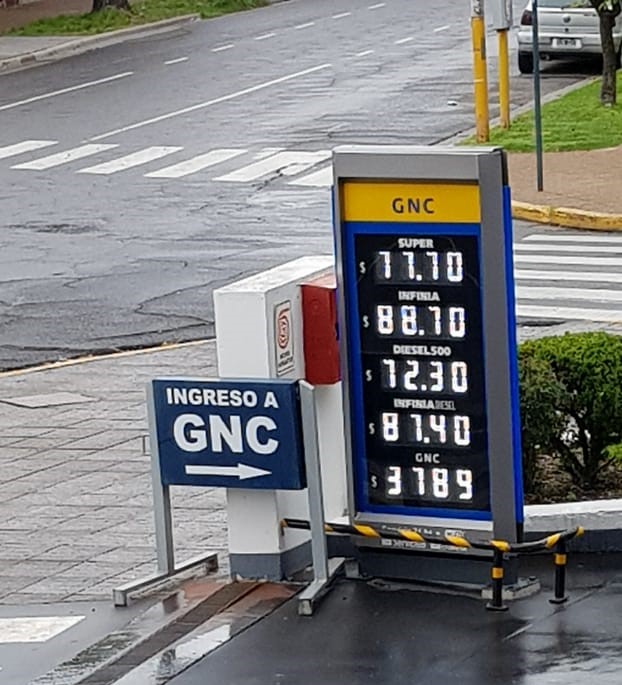 GNC
SUPER
$ 77.70
INFINIA
$ 88.70
DIESEL500
$ 72.30
INFINIA DIESEL
$ 87.40
GNC
$ 37.89
INGRESO A
GNC